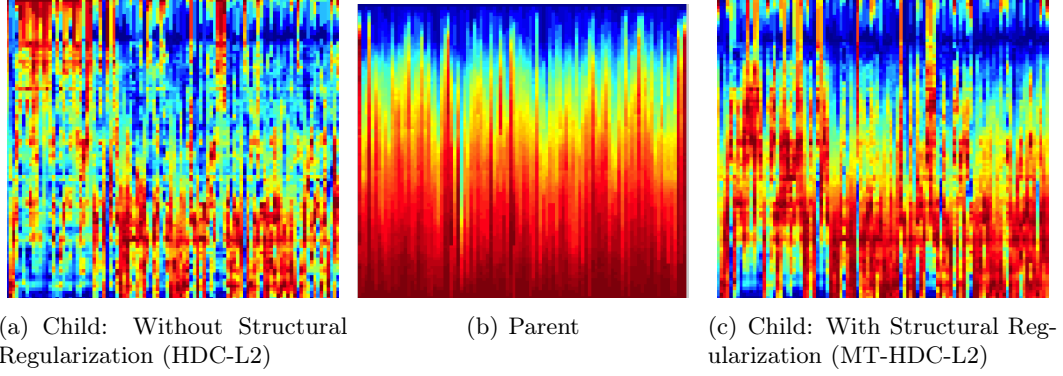 (a) Child: Without Structural
Regularization (HDC-L2)
(b) Parent
(c) Child: With Structural Reg-
ularization (MT-HDC-L2)